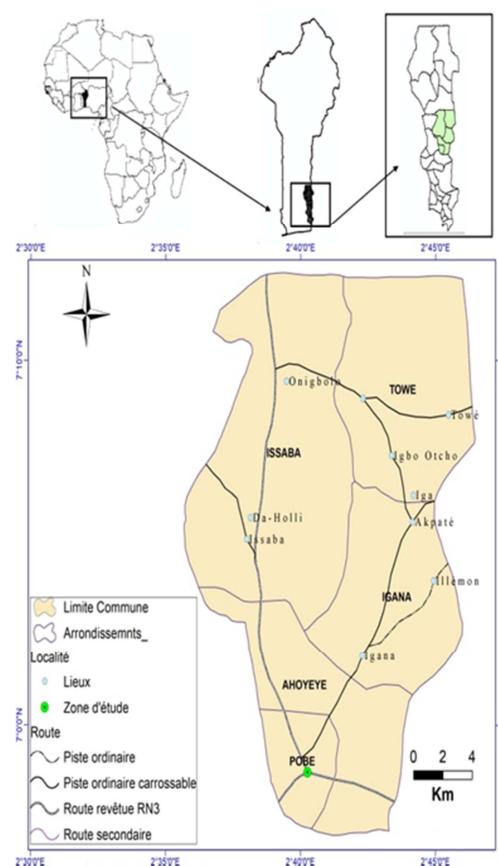 2°30'0"E 2°35'0"E 2°40'0"E 2°45'0"E
N
7°10'0"N
TOWE
Onigbolo
Towé
ISSABA
Igbo Otcho
Iga
Da-Holli
Akpaté
Issaba
Illemon
IGANA
Igana
AHOYEYE
7°0'0"N
POBE
Limite Commune
Arrondissemnts_
Localité
Lieux
Zone d'étude
Route
Piste ordinaire
Piste ordinaire carrossable
Route revêtue RN3
Route secondaire
0 2 4
Km
2°30'0"E 2°35'0"E 2°40'0"E 2°45'0"E